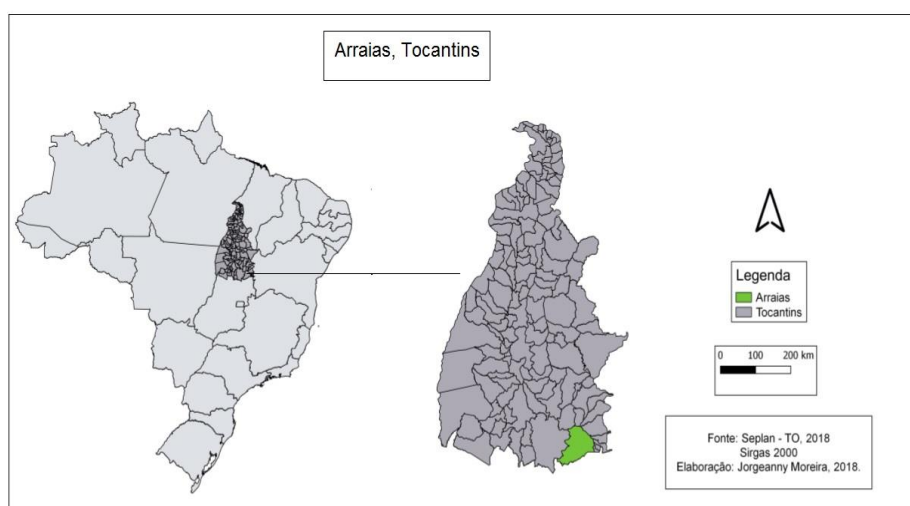 Arraias, Tocantins
Legenda
Arraias
Tocantins
0 100 200 km
Fonte: Seplan - TO, 2018
Sirgas 2000
Elaboração: Jorgeanny Moreira, 2018.